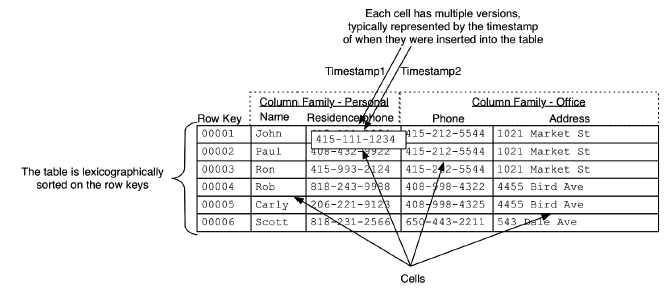 Each cell has multiple versions,
typically represented by the timestamp
of when they were inserted into the table
Timestamp1 Timestamp2
Column Family - Personal Column Family - Office
Row Key Name Residence phone Phone Address
00001 John 415-111-1234 415-212-5544 1021 Market St
00002 Paul 408-432-9922 415-212-5544 1021 Market St
00003 Ron 415-993-2124 415-212-5544 1021 Market St
00004 Rob 818-243-9988 408-998-4322 4455 Bird Ave
00005 Carly 206-221-9123 408-998-4325 4455 Bird Ave
00006 Scott 818-231-2566 650-443-2211 543 Dale Ave
The table is lexicographically
sorted on the row keys
Cells